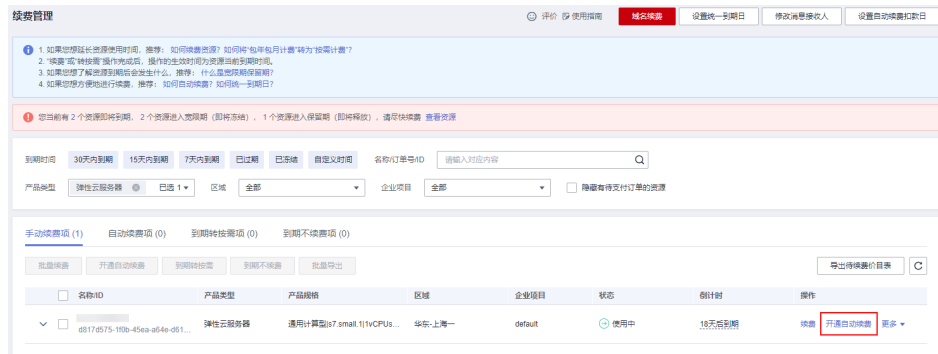 续费管理
评价 使用指南 域名续费 设置统一到期日 修改消息接收人 设置自动续费扣款日
1. 如果您想延长资源使用时间，推荐：如何续费资源？如何将“包年包月计费”转为“按需计费”？
2. “续费”或“转按需”操作完成后，操作的生效时间为资源当前到期时间。
3. 如果您想了解资源到期后会发生什么，推荐：什么是宽限期保留期？
4. 如果您想方便地进行续费，推荐：如何自动续费？如何统一到期日？
您当前有 2 个资源即将到期， 2 个资源进入宽限期（即将冻结）， 1 个资源进入保留期（即将释放），请尽快续费 查看资源
到期时间 30天内到期 15天内到期 7天内到期 已过期 已冻结 自定义时间 名称/订单号/ID 请输入对应内容
产品类型 弹性云服务器 已选 1 区域 全部 企业项目 全部 隐藏有待支付订单的资源
手动续费项 (1) 自动续费项 (0) 到期转按需项 (0) 到期不续费项 (0)
批量续费 开通自动续费 到期转按需 到期不续费 批量导出 导出待续费价目表
名称/ID 产品类型 产品规格 区域 企业项目 状态 倒计时 操作
d817d575-1f0b-45ea-a64e-d61... 弹性云服务器 通用计算型|s7.small.1|1vCPUs... 华东-上海一 default 使用中 18天后到期 续费 开通自动续费 更多